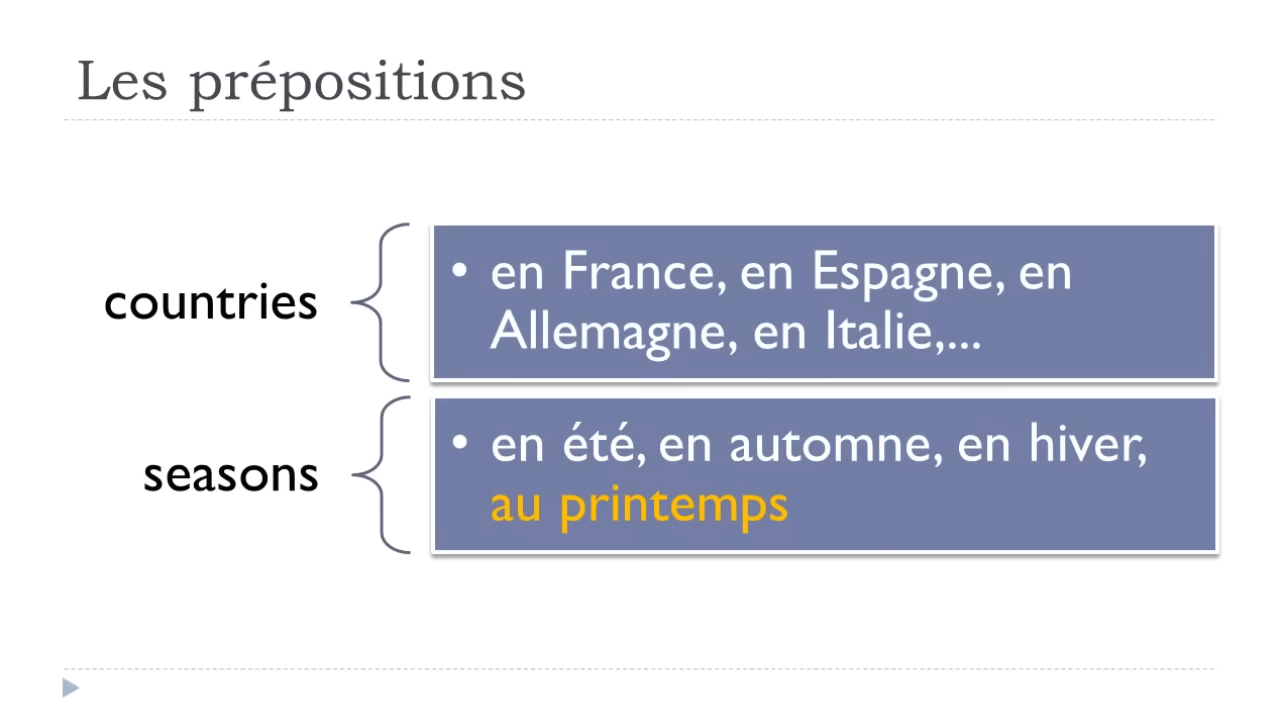 Les prépositions
countries
• en France, en Espagne, en
Allemagne, en Italie,...
seasons
• en été, en automne, en hiver,
au printemps